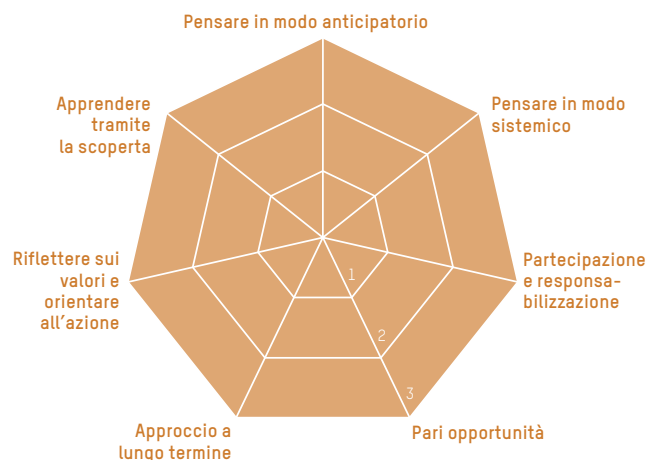 Pensare in modo anticipatorio
Apprendere
tramite
la scoperta
Pensare in modo
sistemico
Riflettere sui
valori e
orientare
all’azione
Partecipazione
e responsa-
bilizzazione
1
2
3
Approccio a
lungo termine
Pari opportunità